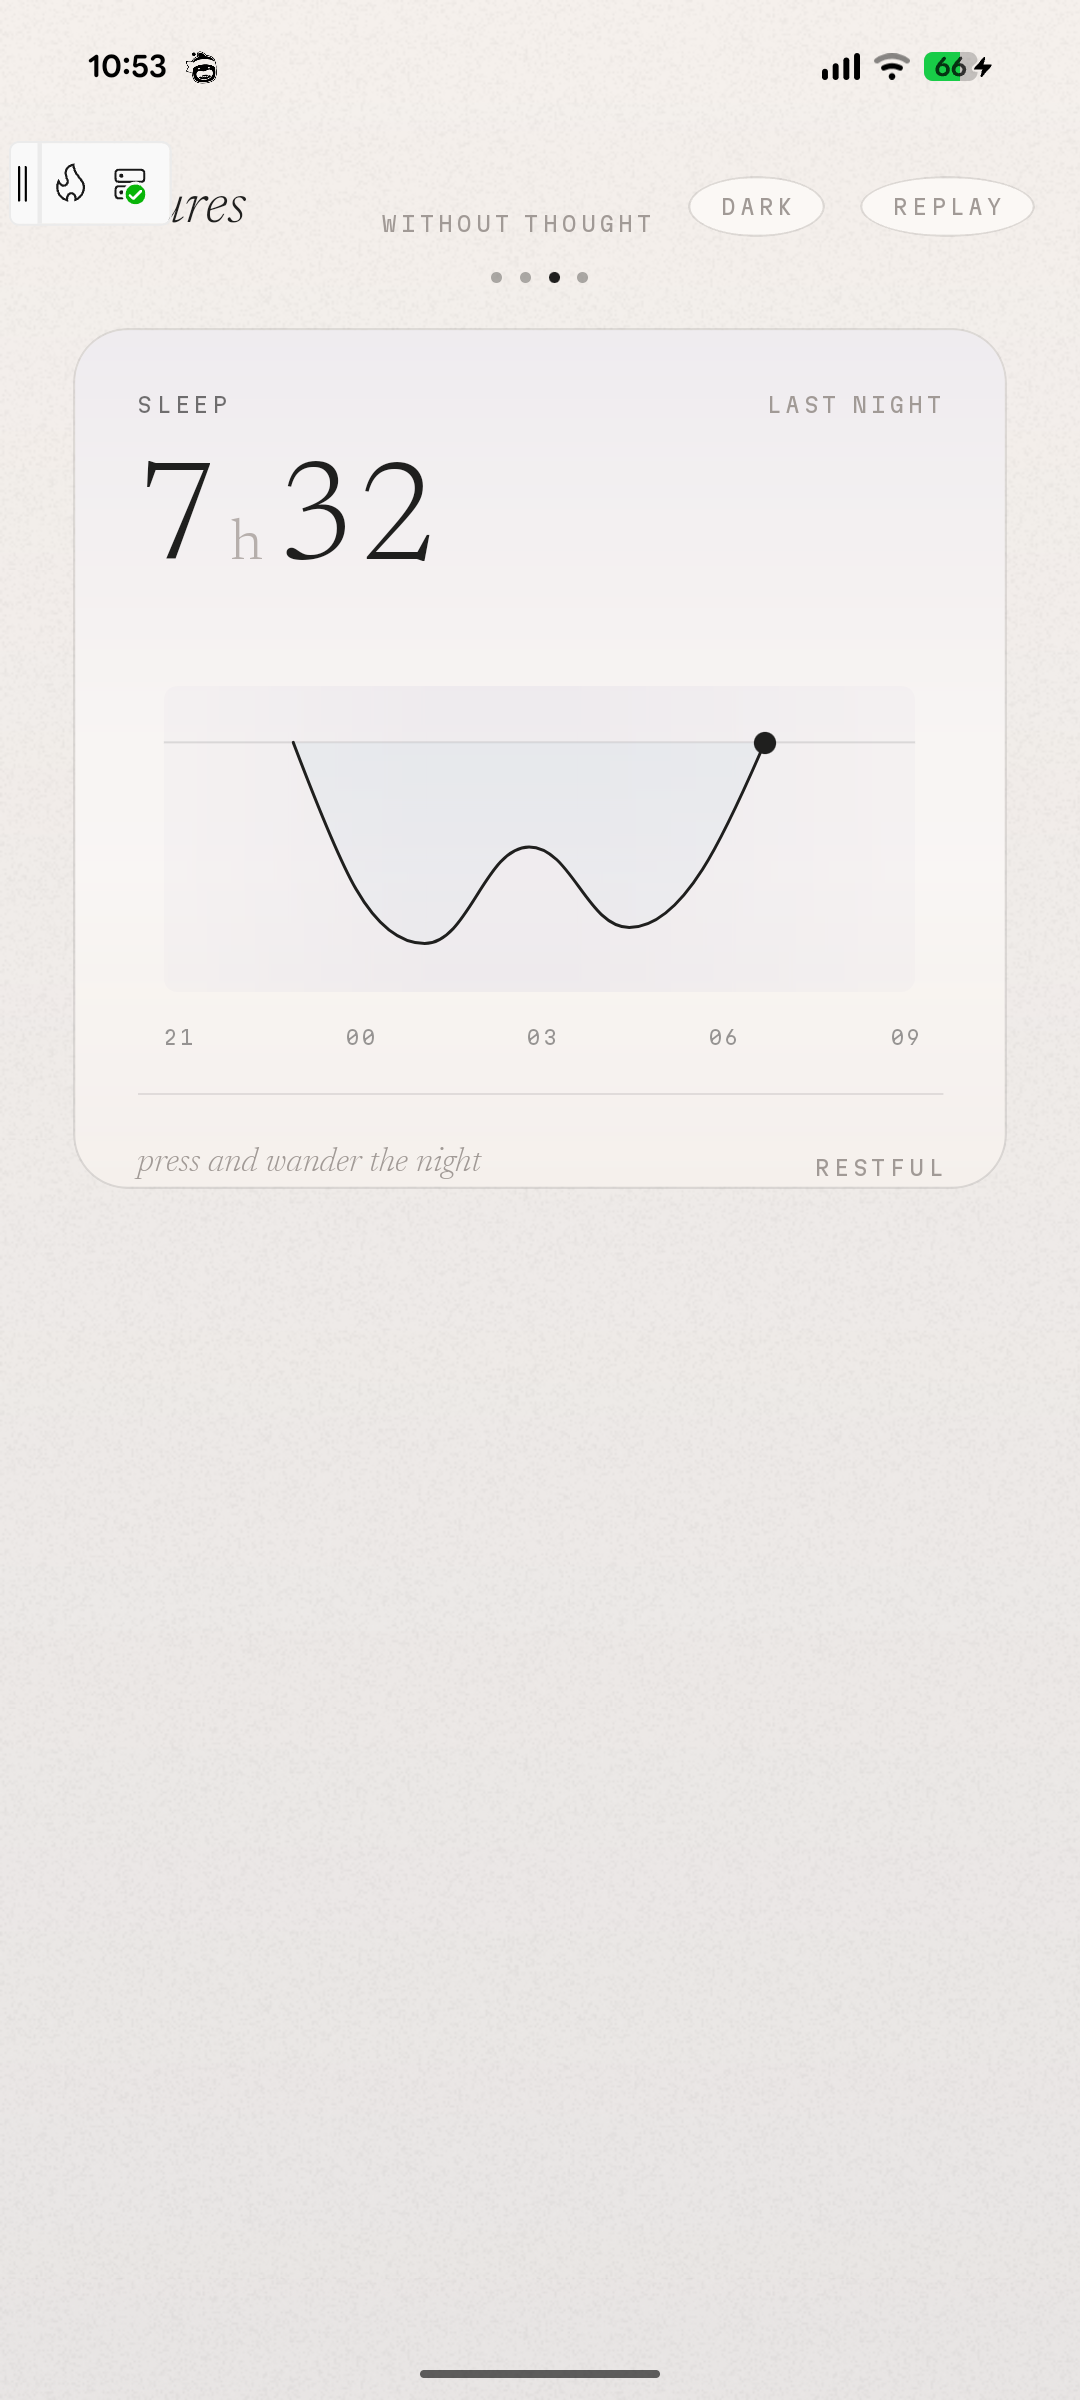 10:53
66
WITHOUT THOUGHT
DARK
REPLAY
SLEEP
LAST NIGHT
7 h 32
21 00 03 06 09
press and wander the night
RESTFUL